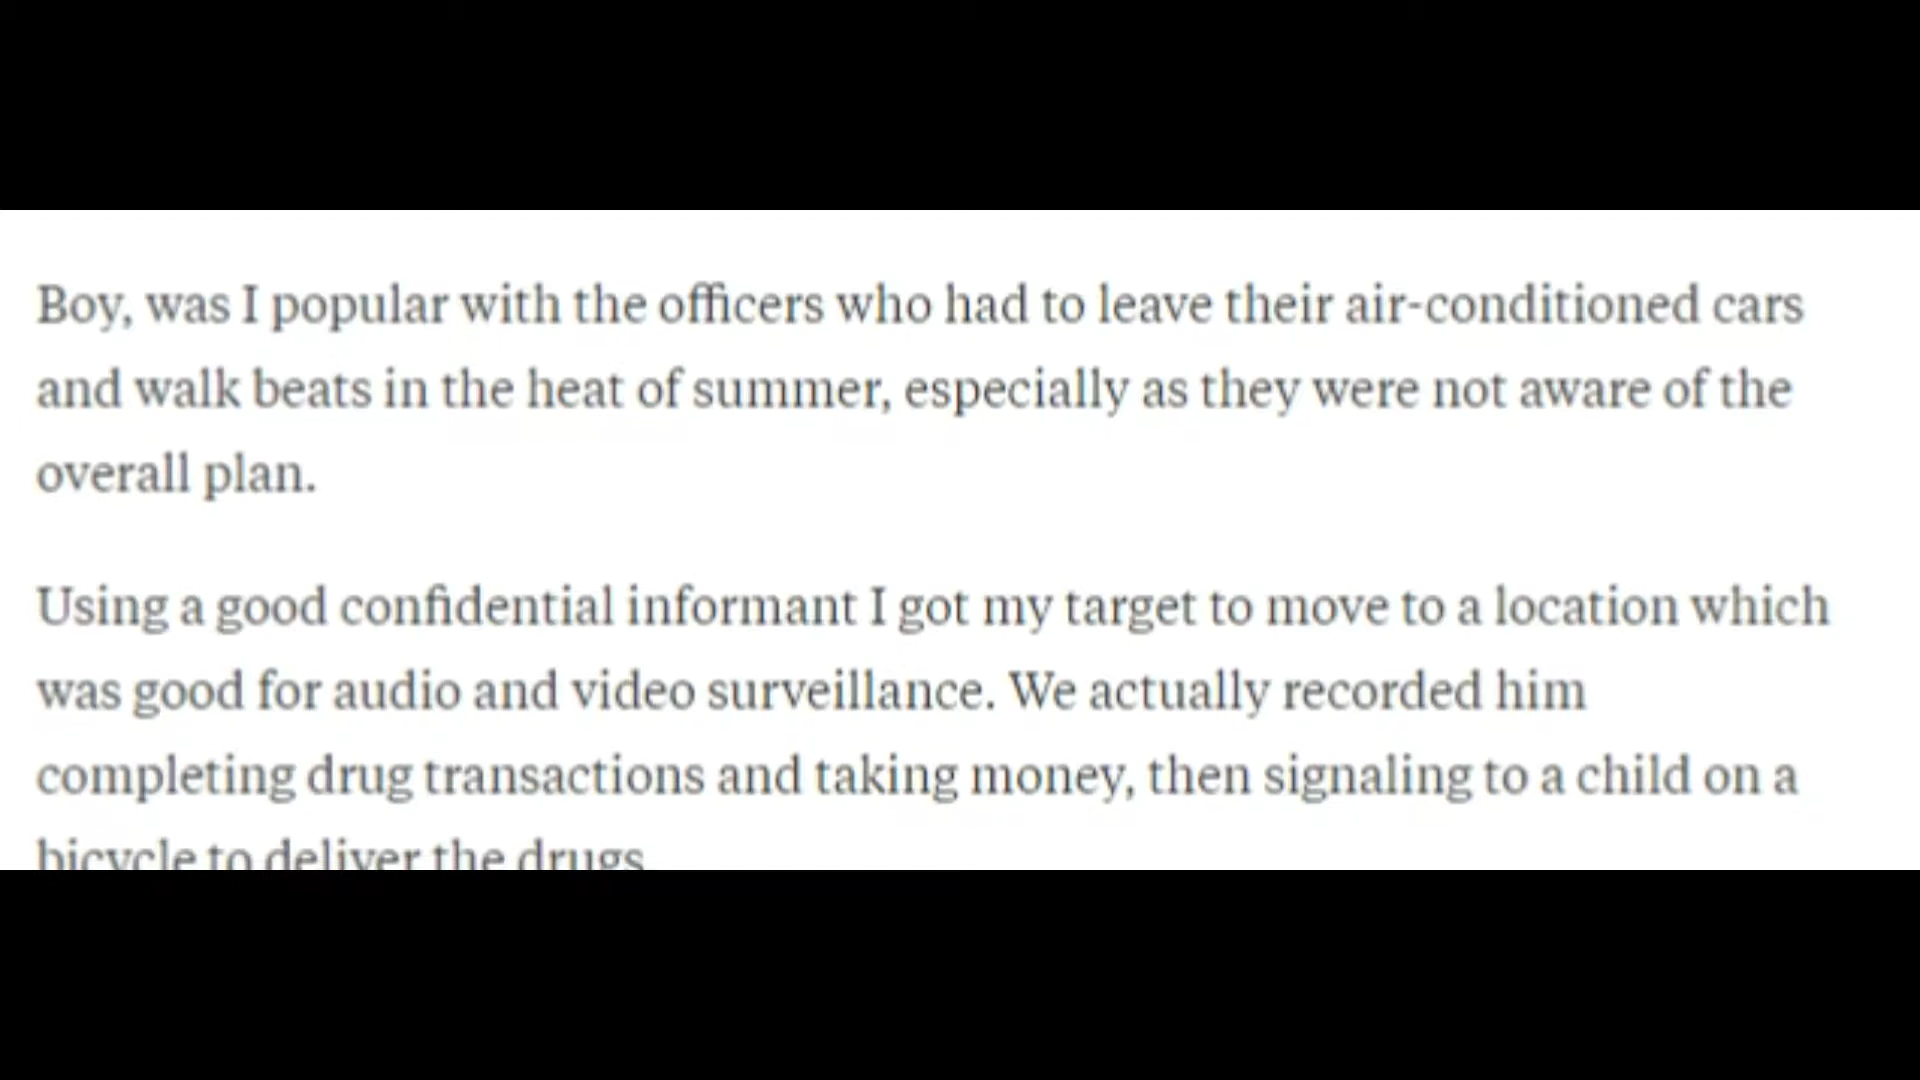 Boy, was I popular with the officers who had to leave their air-conditioned cars
and walk beats in the heat of summer, especially as they were not aware of the
overall plan.
Using a good confidential informant I got my target to move to a location which
was good for audio and video surveillance. We actually recorded him
completing drug transactions and taking money, then signaling to a child on a
bicycle to deliver the drugs